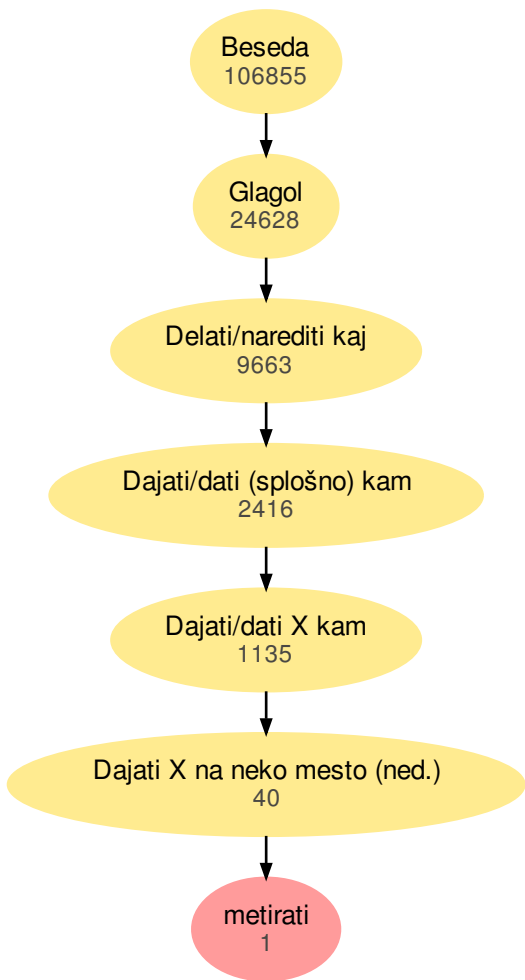 Beseda
106855
Glagol
24628
Delati/narediti kaj
9663
Dajati/dati (splošno) kam
2416
Dajati/dati X kam
1135
Dajati X na neko mesto (ned.)
40
metirati
1